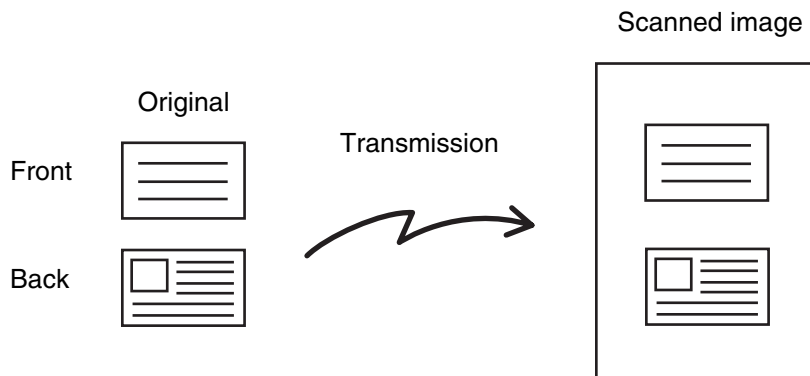 Scanned image
Original
Transmission
Front
Back